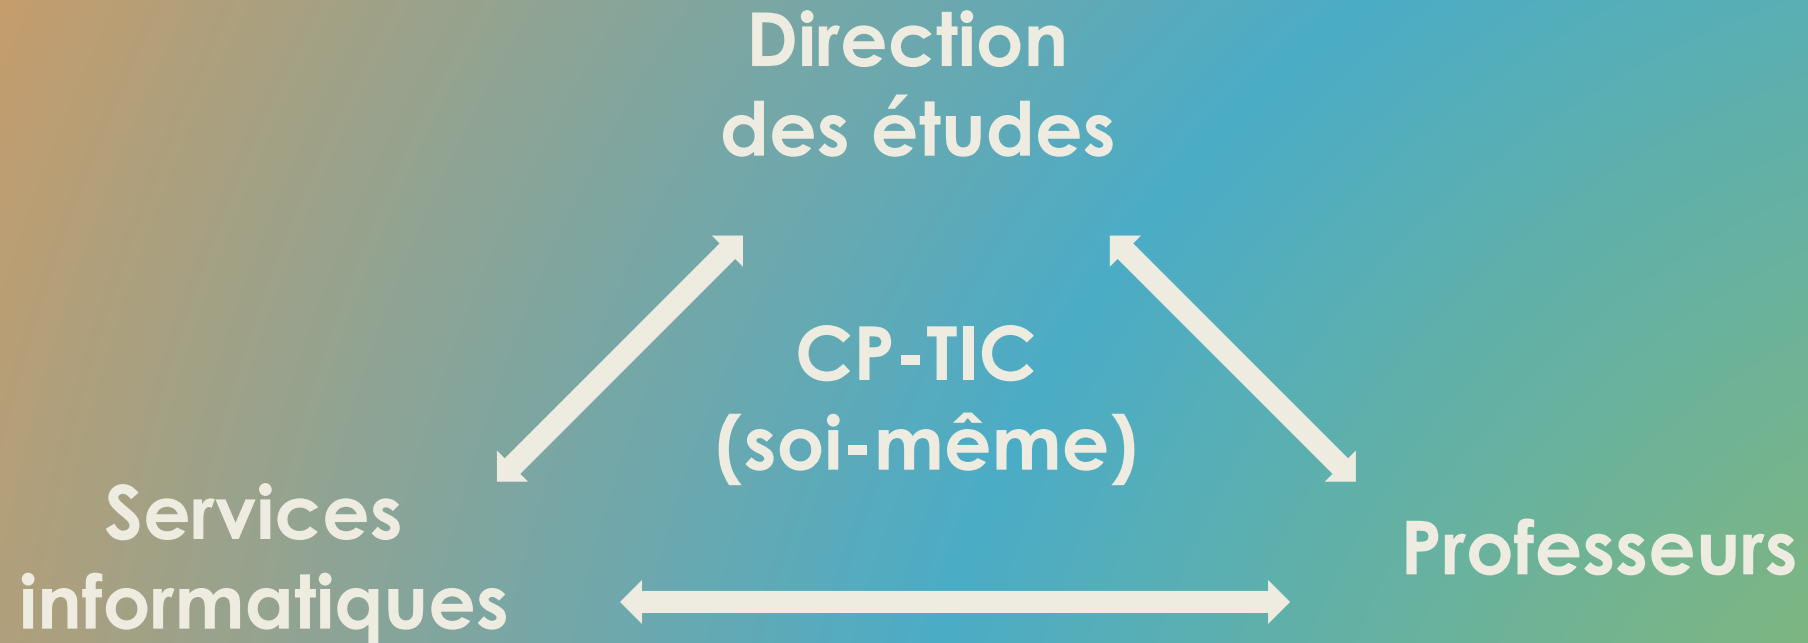 Direction
des études
CP-TIC
(soi-même)
Services
informatiques
Professeurs